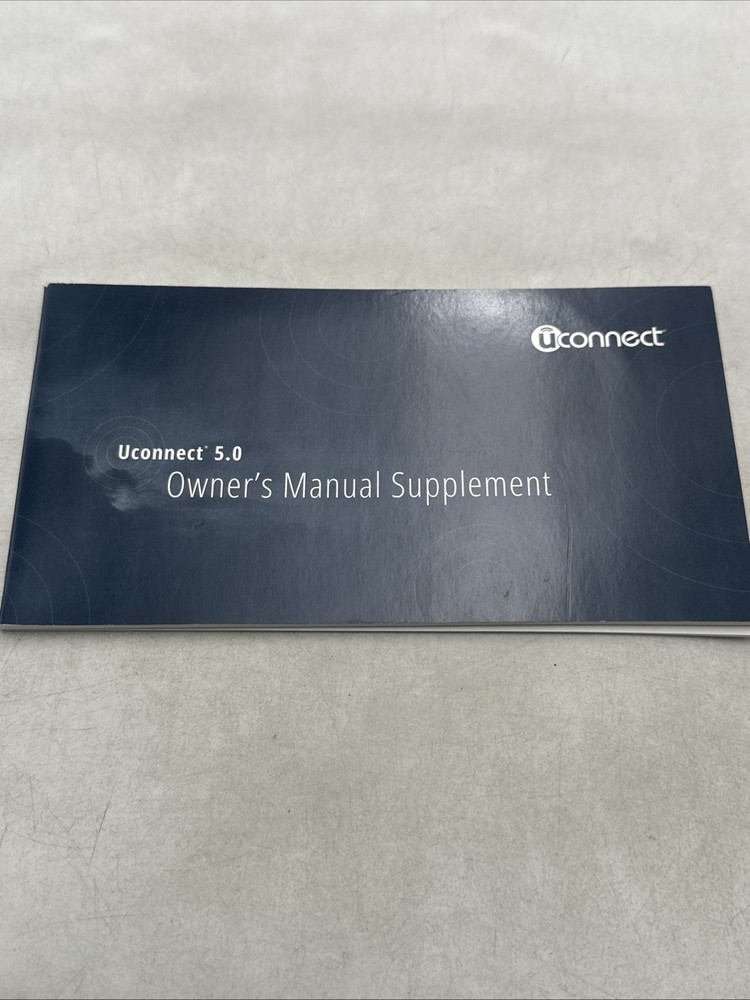 uconnect
Uconnect® 5.0
Owner's Manual Supplement